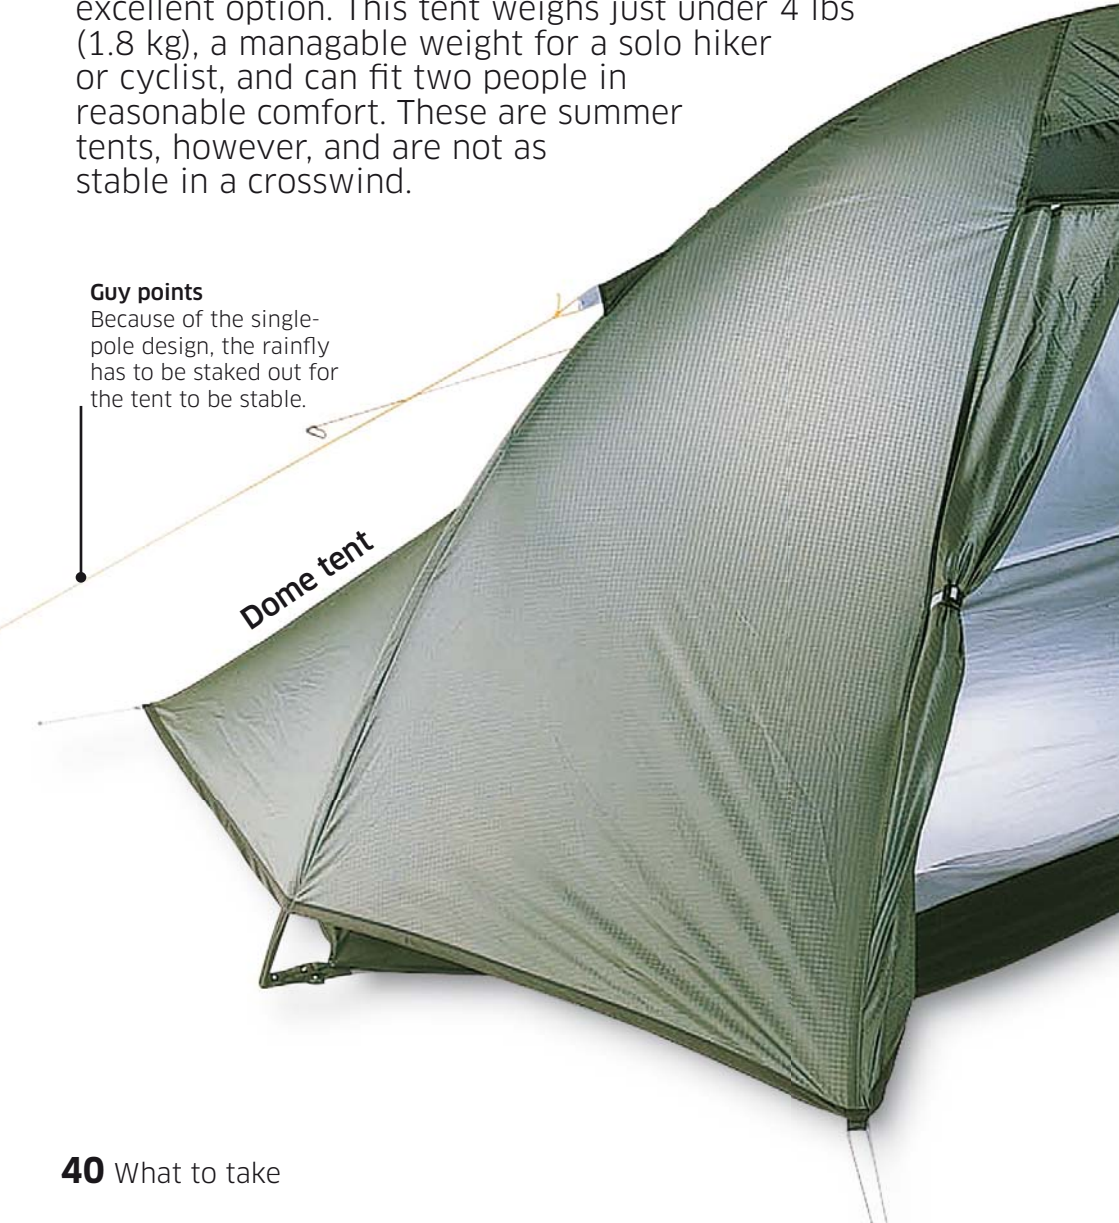 excellent option. This tent weighs just under 4 lbs
(1.8 kg), a managable weight for a solo hiker
or cyclist, and can fit two people in
reasonable comfort. These are summer
tents, however, and are not as
stable in a crosswind.
Guy points
Because of the single-
pole design, the rainfly
has to be staked out for
the tent to be stable.
Dome tent
40 What to take